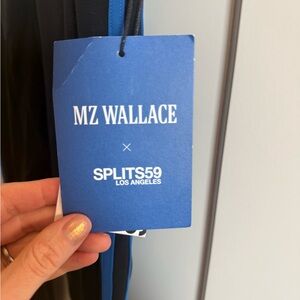 MZ WALLACE
×
SPLITS59
LOS ANGELES